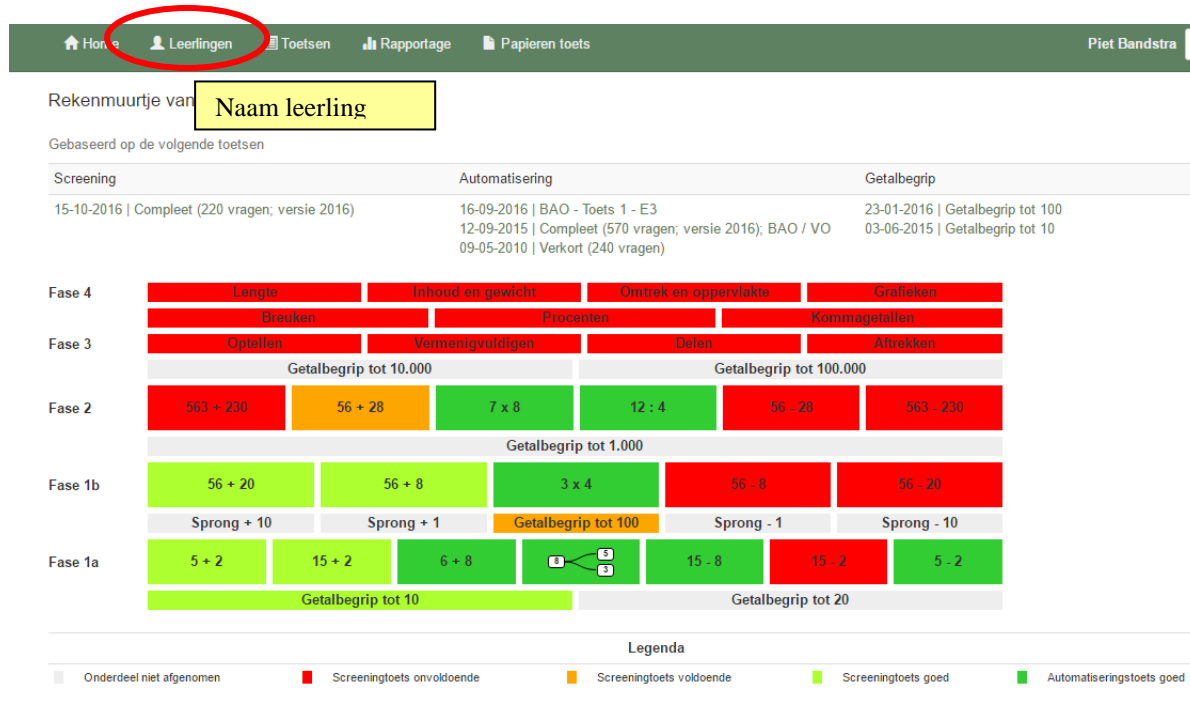 Home Leerlingen Toetsen Rapportage Papieren toets Piet Bandstra
Rekenmuurtje van
Naam leerling
Gebaseerd op de volgende toetsen
Screening Automatisering Getalbegrip
15-10-2016 | Compleet (220 vragen; versie 2016) 16-09-2016 | BAO - Toets 1 - E3 23-01-2016 | Getalbegrip tot 100
12-09-2015 | Compleet (570 vragen; versie 2016); BAO / VO 03-06-2015 | Getalbegrip tot 10
09-05-2010 | Verkort (240 vragen)
Fase 4 Lengte Inhoud en gewicht Omtrek en oppervlakte Grafieken
Breuken Procenten Kommagetallen
Fase 3 Optellen Vermenigvuldigen Delen Aftrekken
Getalbegrip tot 10.000 Getalbegrip tot 100.000
Fase 2 563 + 230 56 + 28 7 x 8 12 : 4 56 - 28 563 - 230
Getalbegrip tot 1.000
Fase 1b 56 + 20 56 + 8 3 x 4 56 - 8 56 - 20
Sprong + 10 Sprong + 1 Getalbegrip tot 100 Sprong - 1 Sprong - 10
Fase 1a 5 + 2 15 + 2 6 + 8 8 5 3 15 - 8 15 - 2 5 - 2
Getalbegrip tot 10 Getalbegrip tot 20
Legenda
Onderdeel niet afgenomen Screeningtoets onvoldoende Screeningtoets voldoende Screeningtoets goed Automatiseringstoets goed